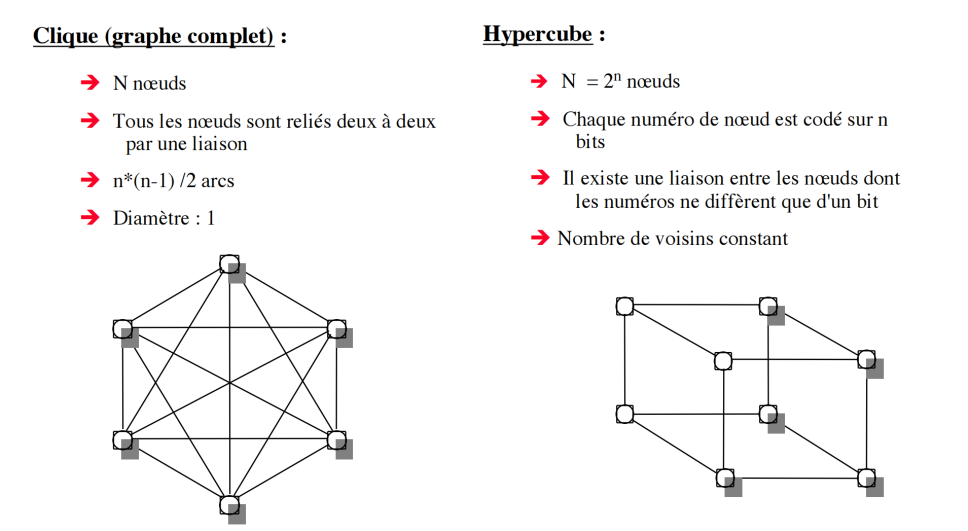 Clique (graphe complet) :
➔ N nœuds
➔ Tous les nœuds sont reliés deux à deux
par une liaison
➔ n*(n-1) /2 arcs
➔ Diamètre : 1
Hypercube :
➔ N = 2ⁿ nœuds
➔ Chaque numéro de nœud est codé sur n
bits
➔ Il existe une liaison entre les nœuds dont
les numéros ne diffèrent que d'un bit
➔ Nombre de voisins constant